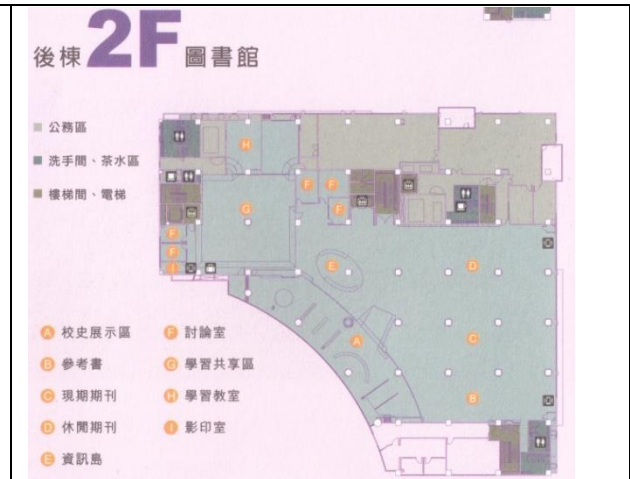 後棟 2F 圖書館
公務區
洗手間、茶水區
樓梯間、電梯
H
F F
G
F
F
F
I
E
D
A
C
B
A 校史展示區
B 參考書
C 現期期刊
D 休閒期刊
E 資訊島
F 討論室
G 學習共享區
H 學習教室
I 影印室